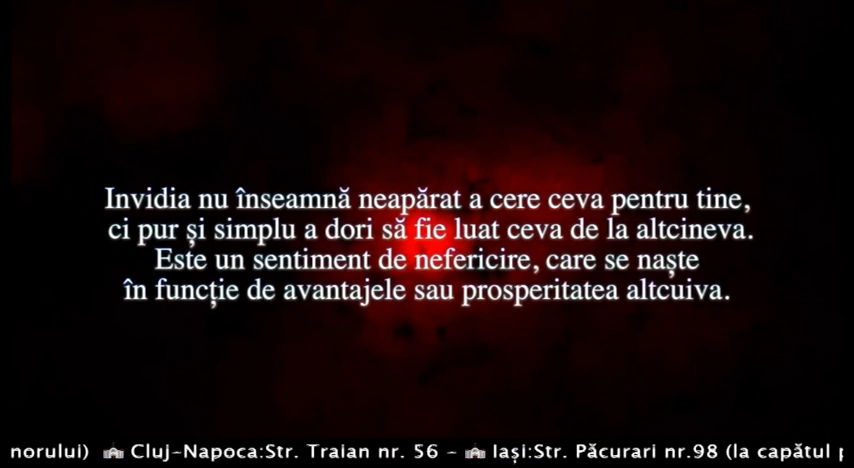 Invidia nu înseamnă neapărat a cere ceva pentru tine,
ci pur și simplu a dori să fie luat ceva de la altcineva.
Este un sentiment de nefericire, care se naște
în funcție de avantajele sau prosperitatea altcuiva.
norului) Cluj-Napoca:Str. Traian nr. 56 - Iași:Str. Păcurari nr.98 (la capătul